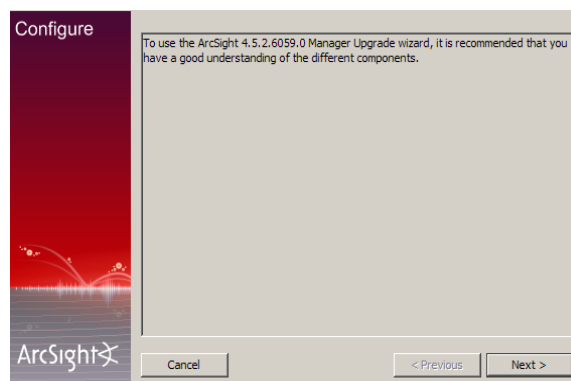 Configure
To use the ArcSight 4.5.2.6059.0 Manager Upgrade wizard, it is recommended that you
have a good understanding of the different components.
ArcSight
Cancel
< Previous
Next >